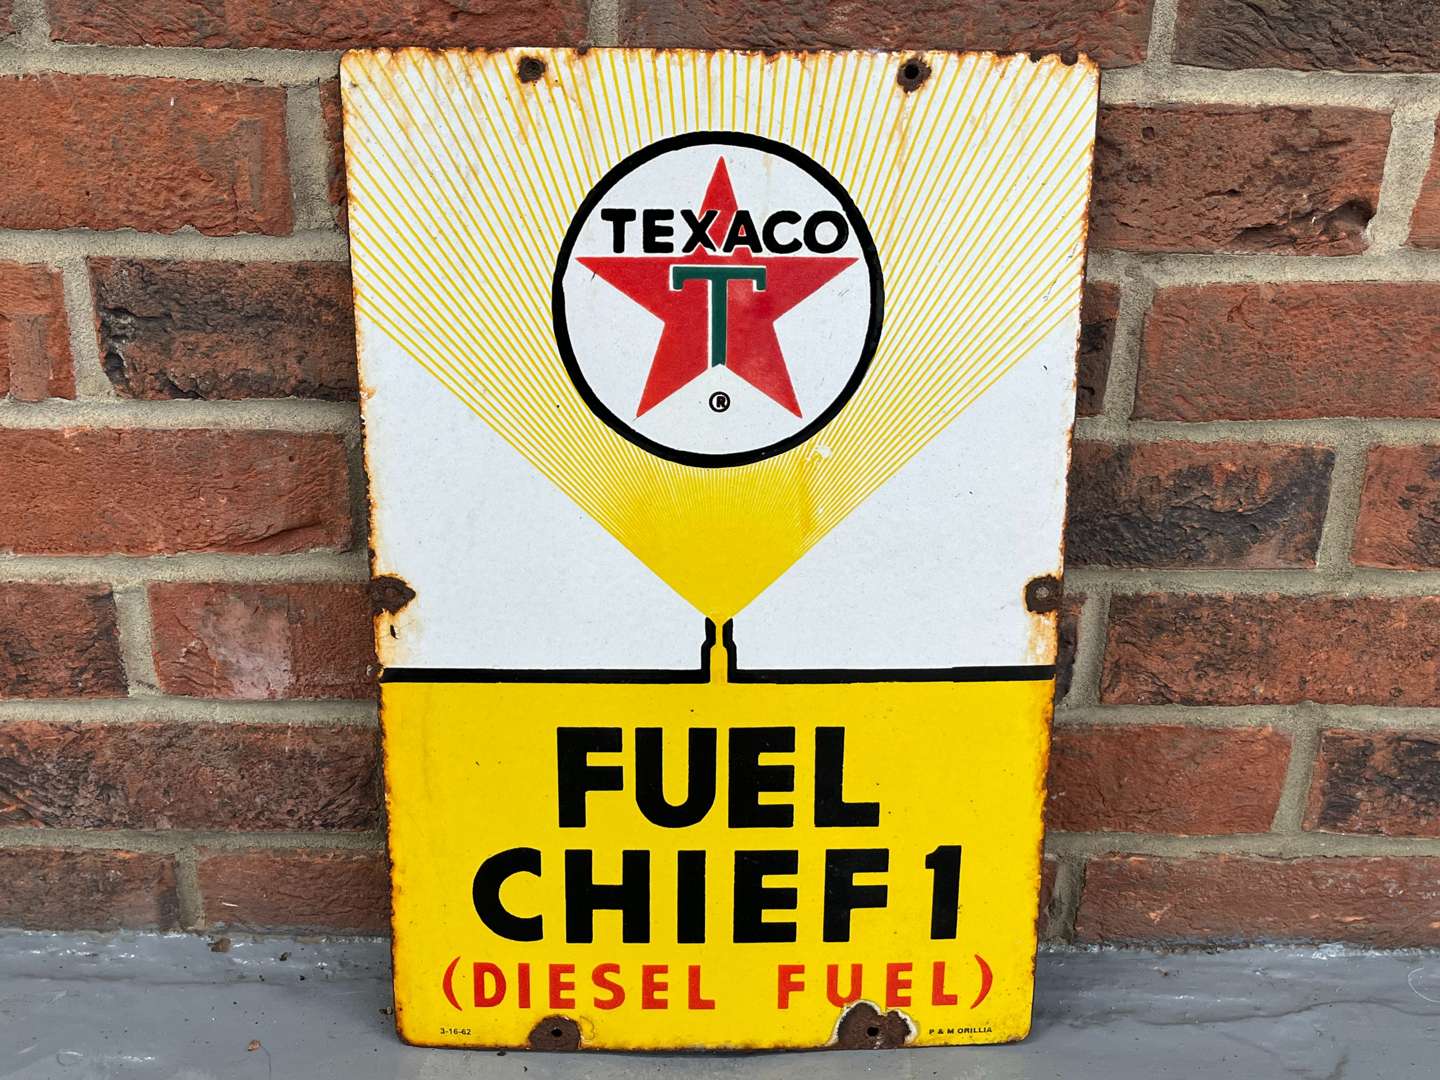 TEXACO
T
®
FUEL
CHIEF 1
(DIESEL FUEL)
3-16-62 P & M ORILLIA